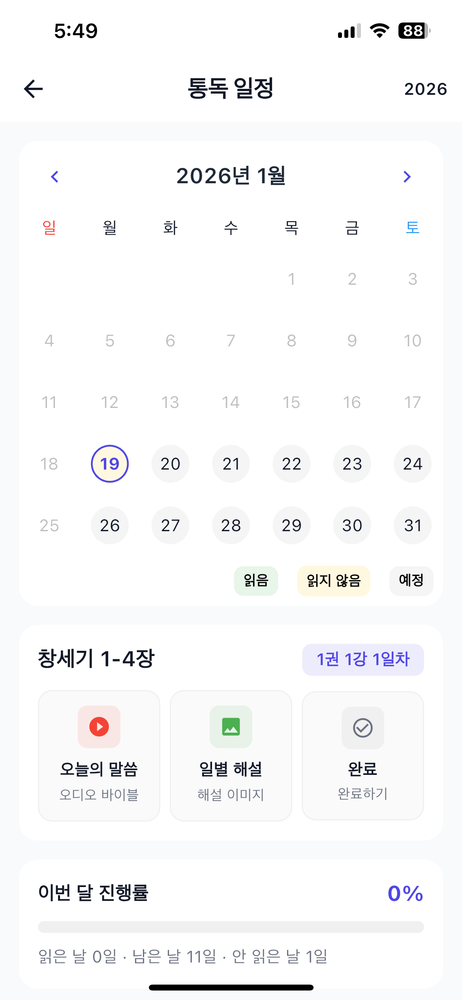 5:49
88
통독 일정
2026
2026년 1월
일 월 화 수 목 금 토
1 2 3
4 5 6 7 8 9 10
11 12 13 14 15 16 17
18 19 20 21 22 23 24
25 26 27 28 29 30 31
읽음 읽지 않음 예정
창세기 1-4장
1권 1강 1일차
오늘의 말씀
오디오 바이블
일별 해설
해설 이미지
완료
완료하기
이번 달 진행률
0%
읽은 날 0일 · 남은 날 11일 · 안 읽은 날 1일